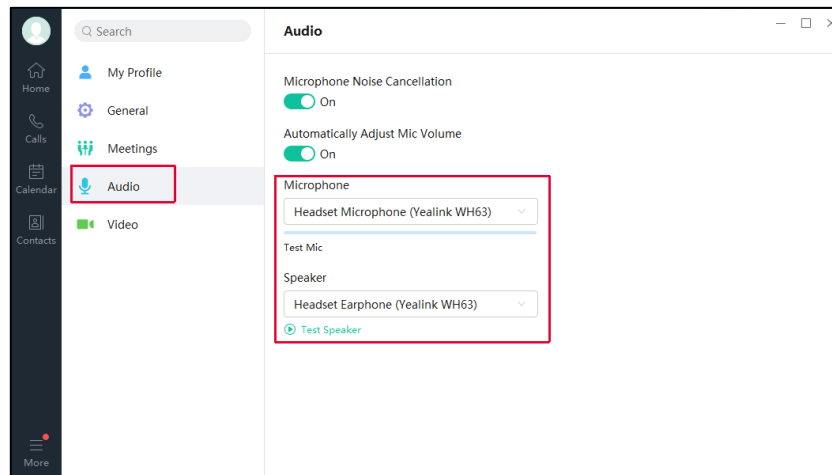 Home
Calls
Calendar
Contacts
More
Search
My Profile
General
Meetings
Audio
Video
Audio
Microphone Noise Cancellation
On
Automatically Adjust Mic Volume
On
Microphone
Headset Microphone (Yealink WH63)
Test Mic
Speaker
Headset Earphone (Yealink WH63)
Test Speaker